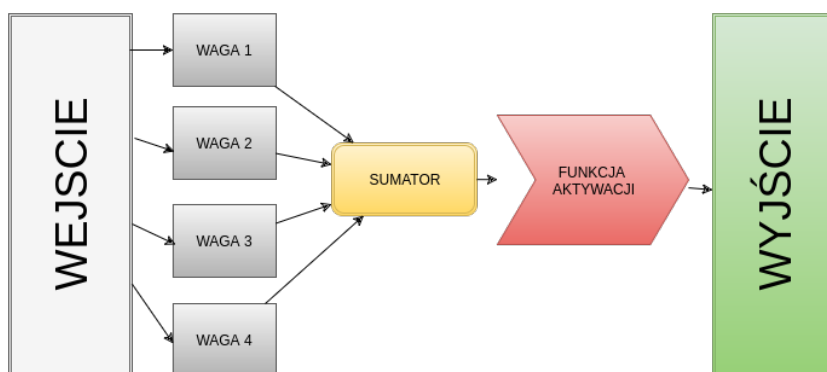 WEJSCIE
WAGA 1
WAGA 2
WAGA 3
WAGA 4
SUMATOR
FUNKCJA
AKTYWACJI
WYJŚCIE